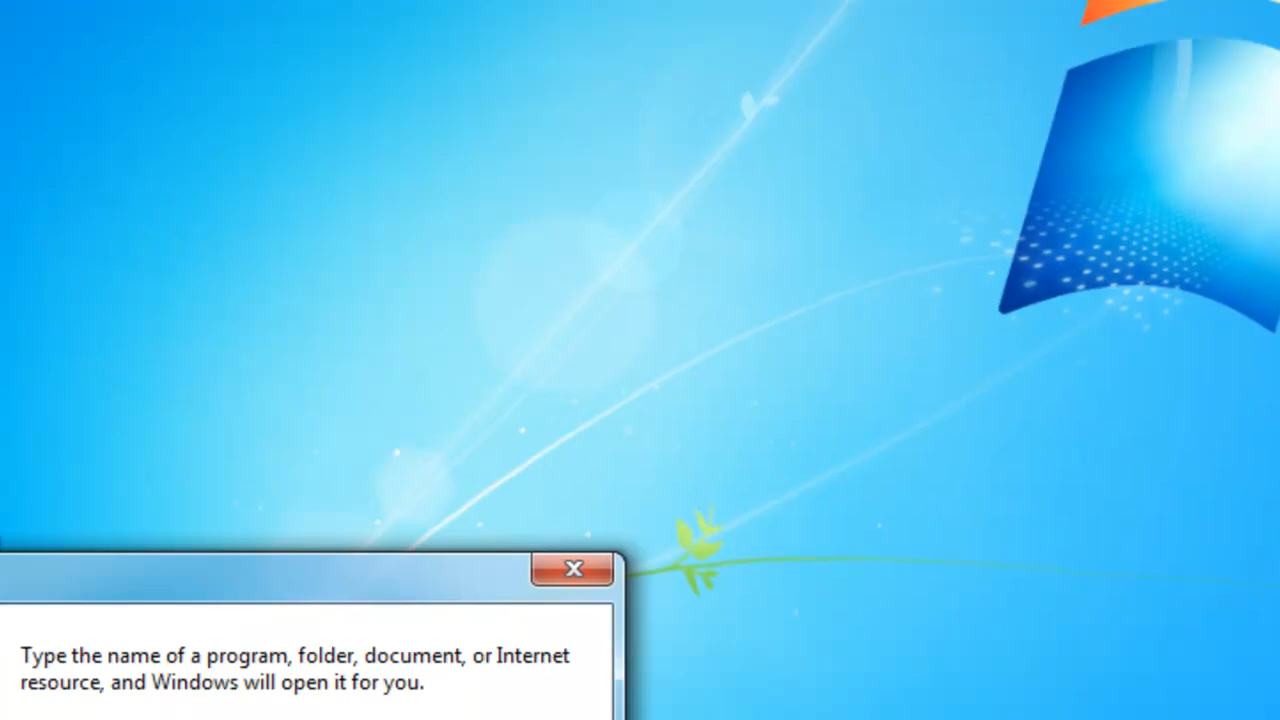 Type the name of a program, folder, document, or Internet
resource, and Windows will open it for you.